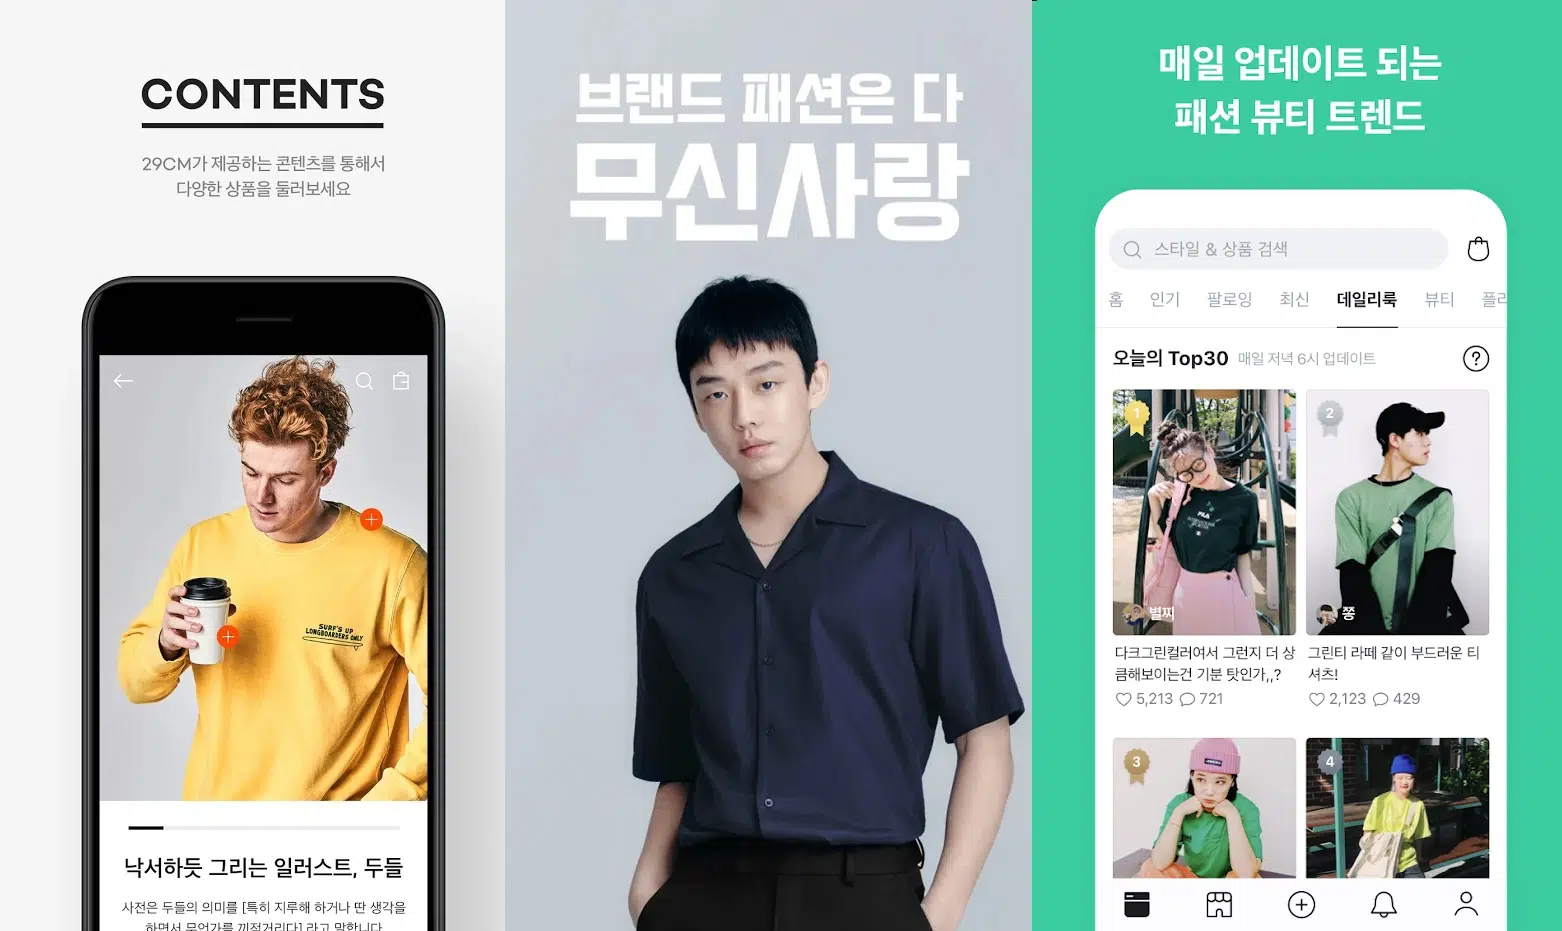 CONTENTS
29CM가 제공하는 콘텐츠를 통해서
다양한 상품을 둘러보세요
SURF'S UP
LONGBOARDERS ONLY
낙서하듯 그리는 일러스트, 두들
사전은 두들의 의미를 [특히 지루해 하거나 딴 생각을
하면서 무언가를 끼적거리다] 라고 말합니다
브랜드 패션은 다
무신사랑
매일 업데이트 되는
패션 뷰티 트렌드
스타일 & 상품 검색
홈 인기 팔로잉 최신 데일리룩 뷰티
오늘의 Top30 매일 저녁 6시 업데이트 ?
1
FILA
별찌
다크그린컬러여서 그런지 더 상
큼해보이는건 기분 탓인가,,?
5,213 721
2
쫑
그린티 라떼 같이 부드러운 티
셔츠!
2,123 429
3
4